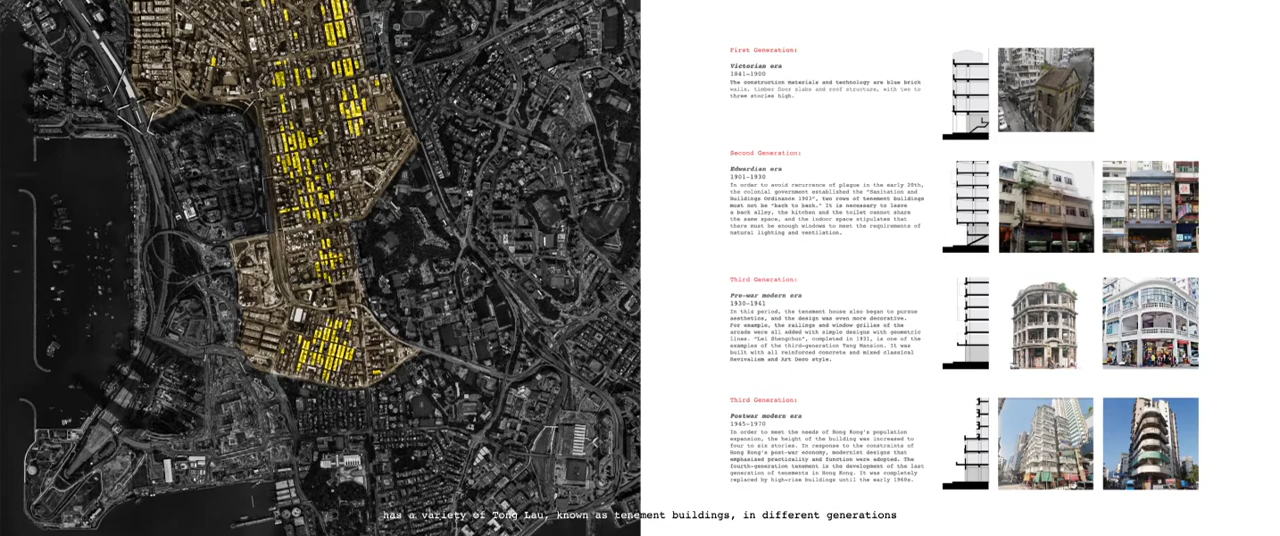 First Generation:
Victorian era
1841-1900
The construction materials and technology are blue brick
walls, timber floor slabs and roof structure, with two to
three stories high.
Second Generation:
Edwardian era
1901-1930
In order to avoid recurrence of plague in the early 20th,
the colonial government established the "Sanitation and
Buildings Ordinance 1903", two rows of tenement buildings
must not be "back to back." It is necessary to leave
a back alley, the kitchen and the toilet cannot share
the same space, and the indoor space stipulates that
there must be enough windows to meet the requirements of
natural lighting and ventilation.
Third Generation:
Pre-war modern era
1930-1941
In this period, the tenement house also began to pursue
aesthetics, and the design was even more decorative.
For example, the railings and window grilles of the
arcade were all added with simple designs with geometric
lines. "Lei Shengchun", completed in 1931, is one of the
examples of the third-generation Tang Mansion. It was
built with all reinforced concrete and mixed classical
Revivalism and Art Deco style.
Third Generation:
Postwar modern era
1945-1970
In order to meet the needs of Hong Kong's population
expansion, the height of the building was increased to
four to six stories. In response to the constraints of
Hong Kong's post-war economy, modernist designs that
emphasized practicality and function were adopted. The
fourth-generation tenement is the development of the last
generation of tenements in Hong Kong. It was completely
replaced by high-rise buildings until the early 1960s.
has a variety of Tong Lau, known as tenement buildings, in different generations